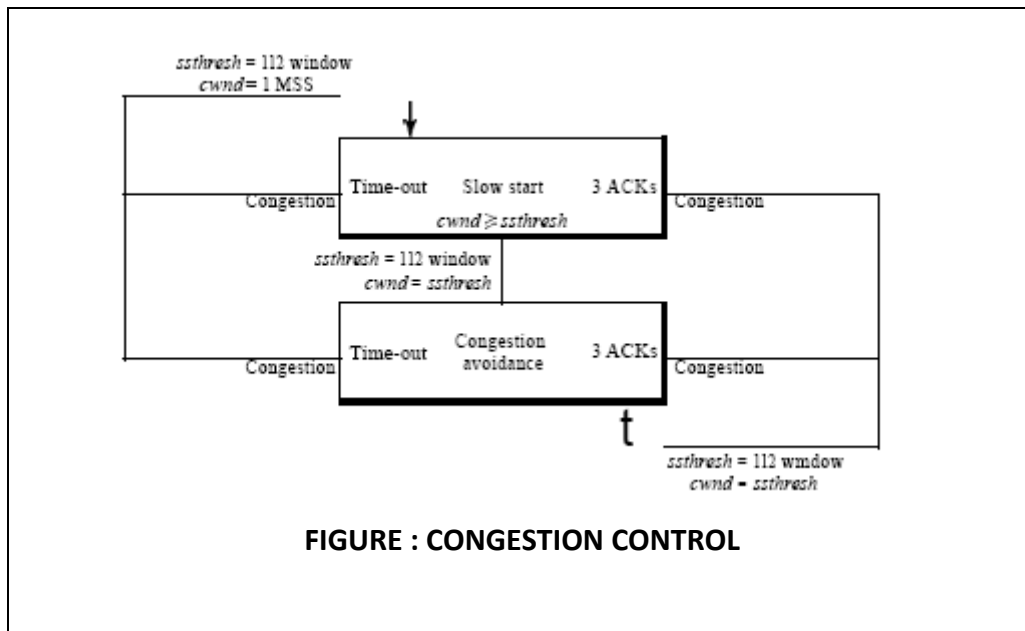 ssthresh = 112 window
cwnd = 1 MSS
Time-out Slow start 3 ACKs
Congestion Congestion
cwnd ⩾ ssthresh
ssthresh = 112 window
cwnd = ssthresh
Time-out Congestion avoidance 3 ACKs
Congestion Congestion
t
ssthresh = 112 wmdow
cwnd = ssthresh
FIGURE : CONGESTION CONTROL